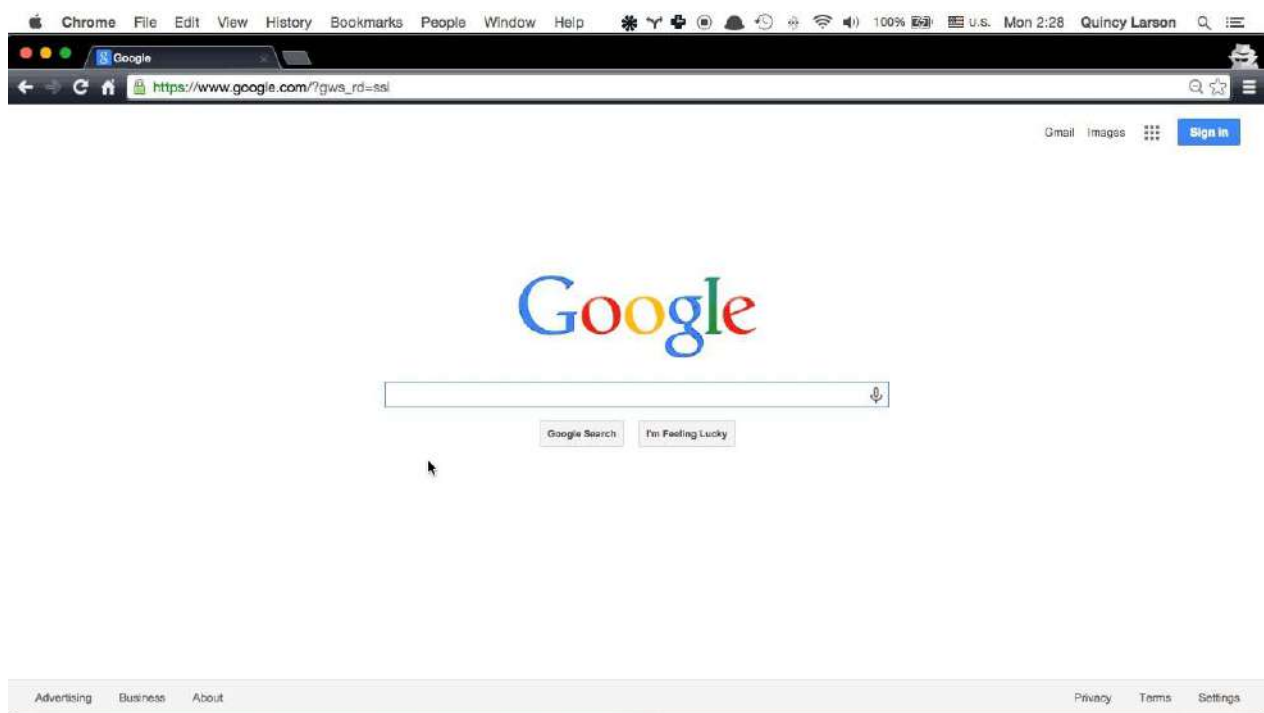 Chrome File Edit View History Bookmarks People Window Help 100% U.S. Mon 2:28 Quincy Larson
Google
https://www.google.com/?gws_rd=ssl
Gmail Images Sign in
Google
Google Search I'm Feeling Lucky
Advertising Business About Privacy Terms Settings